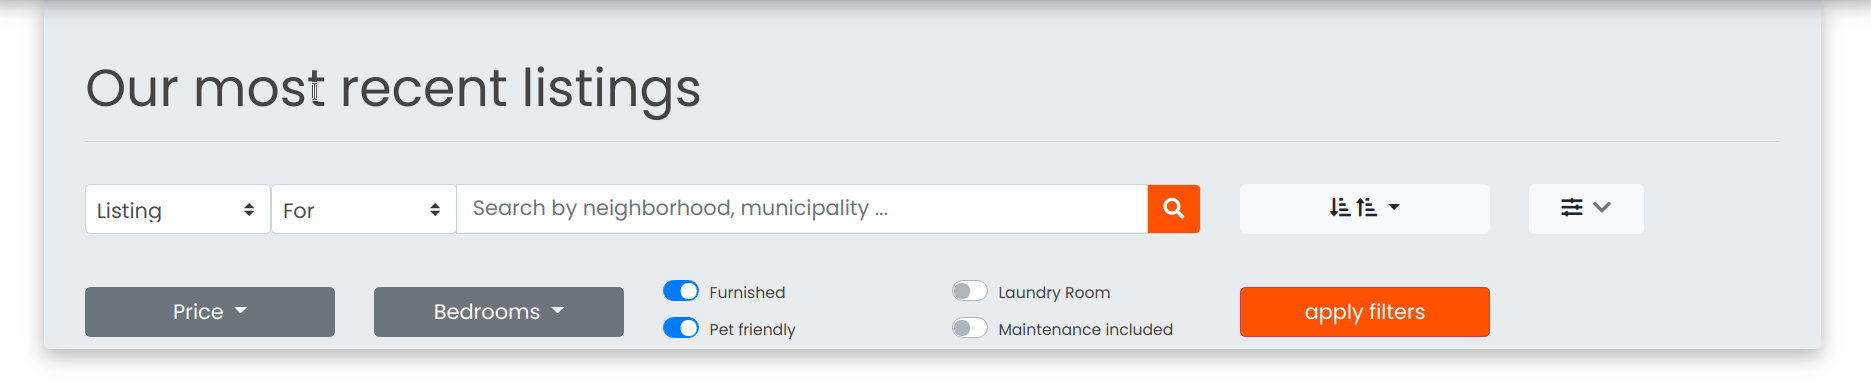 Our most recent listings
Listing For Search by neighborhood, municipality ...
Price Bedrooms Furnished Laundry Room apply filters
Pet friendly Maintenance included